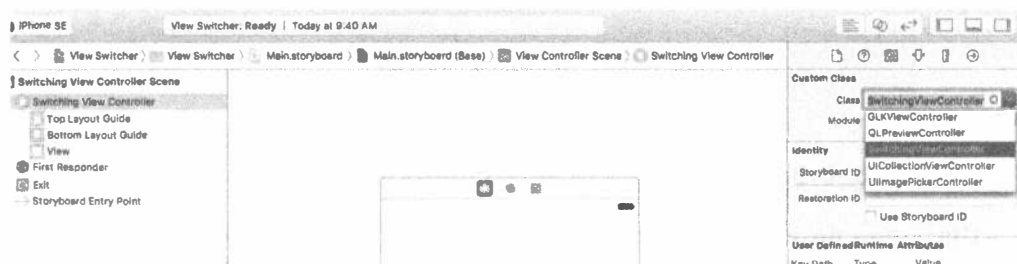 iPhone SE View Switcher: Ready | Today at 9:40 AM
View Switcher View Switcher Main.storyboard Main.storyboard (Base) View Controller Scene Switching View Controller
Switching View Controller Scene
Switching View Controller
Top Layout Guide
Bottom Layout Guide
View
First Responder
Exit
Storyboard Entry Point
Custom Class
Class SwitchingViewController
Module GLKViewController
QLPreviewController
SwitchingViewController
Identity
UICollectionViewController
Storyboard ID
UIImagePickerController
Restoration ID
Use Storyboard ID
User Defined Runtime Attributes
Key Path Type Value